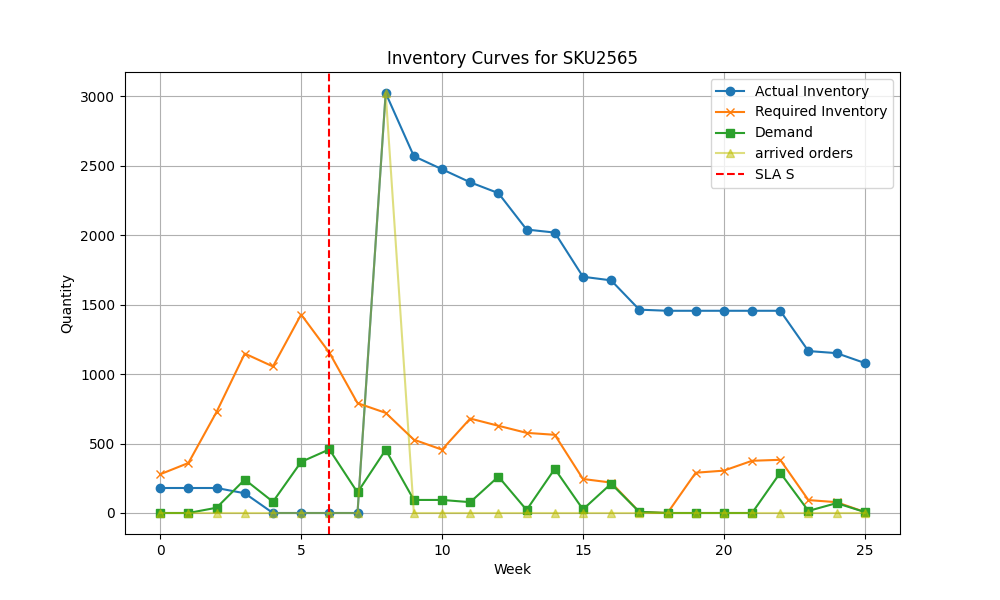 Inventory Curves for SKU2565
Actual Inventory
Required Inventory
Demand
arrived orders
SLA S
3000
2500
2000
1500
1000
500
0
Quantity
0 5 10 15 20 25
Week